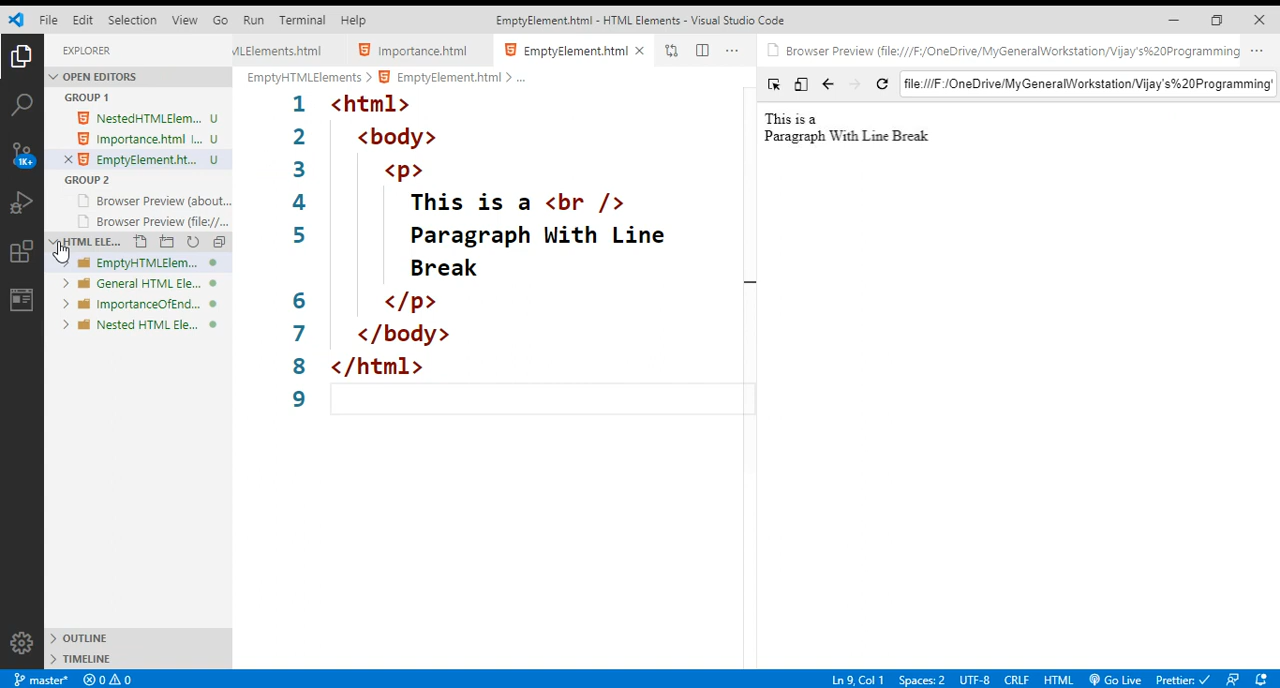 File Edit Selection View Go Run Terminal Help EmptyElement.html - HTML Elements - Visual Studio Code
EXPLORER
OPEN EDITORS
GROUP 1
NestedHTMLElem... U
Importance.html I... U
EmptyElement.ht... U
GROUP 2
Browser Preview (about...
Browser Preview (file://...
HTML ELE...
EmptyHTMLElem...
General HTML Ele...
ImportanceOfEnd...
Nested HTML Ele...
OUTLINE
TIMELINE
1K+
MLElements.html Importance.html EmptyElement.html ...
EmptyHTMLElements > EmptyElement.html > ...
1 <html>
2 <body>
3 <p>
4 This is a <br />
5 Paragraph With Line
Break
6 </p>
7 </body>
8 </html>
9
Browser Preview (file:///F:/OneDrive/MyGeneralWorkstation/Vijay's%20Programming ...
file:///F:/OneDrive/MyGeneralWorkstation/Vijay's%20Programming'
This is a
Paragraph With Line Break
master* 0 0 Ln 9, Col 1 Spaces: 2 UTF-8 CRLF HTML Go Live Prettier: ✓